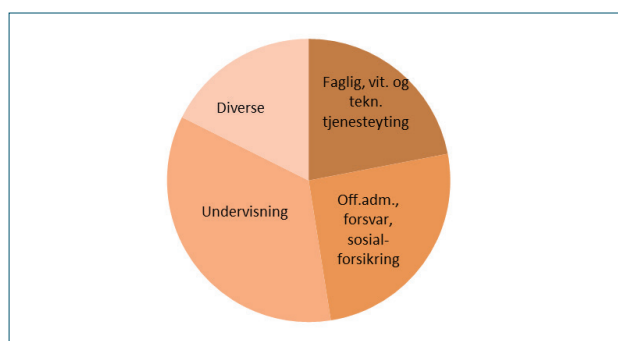 Faglig, vit. og
tekn.
tjenesteyting
Diverse
Undervisning
Off.adm.,
forsvar,
sosial-
forsikring